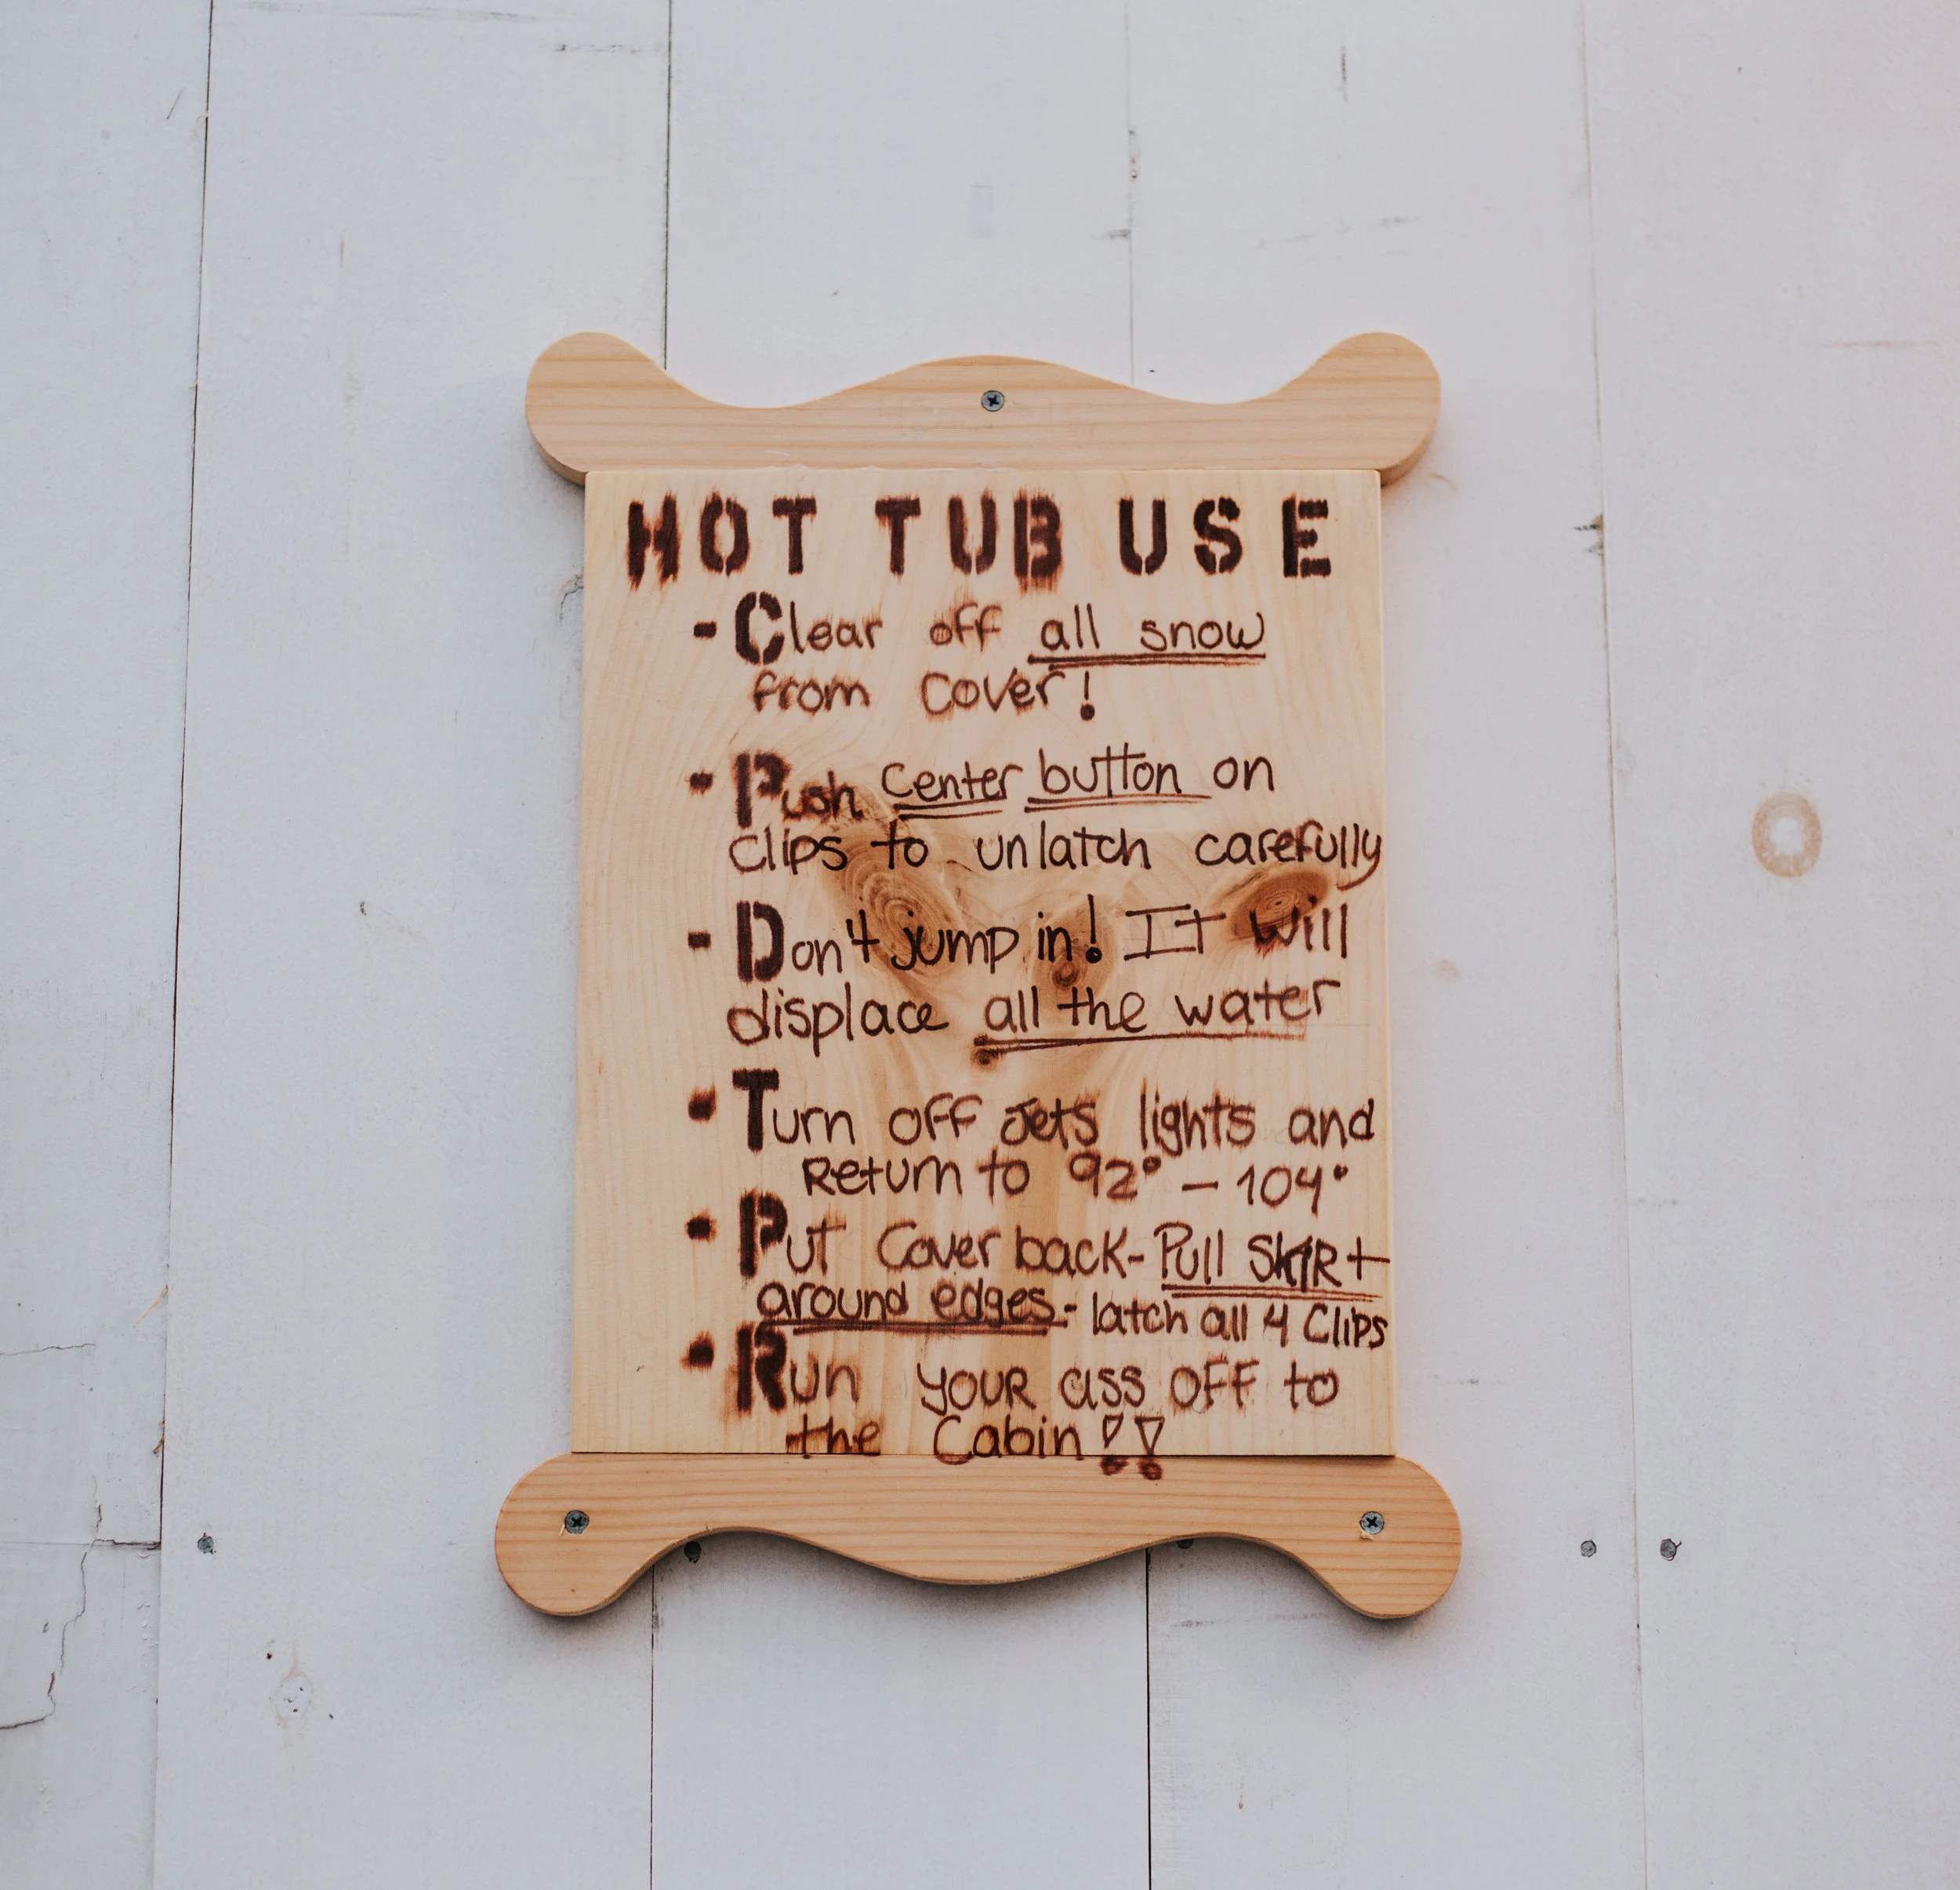 HOT TUB USE
- Clear off all snow
from Cover!
- Push Center button on
Clips to unlatch carefully
- Don't jump in! It will
displace all the water
- Turn off Jets lights and
Return to 92° - 104°
- Put Cover back - Pull SkiRt
around edges - latch all 4 Clips
- Run youR ass off to
the Cabin!!